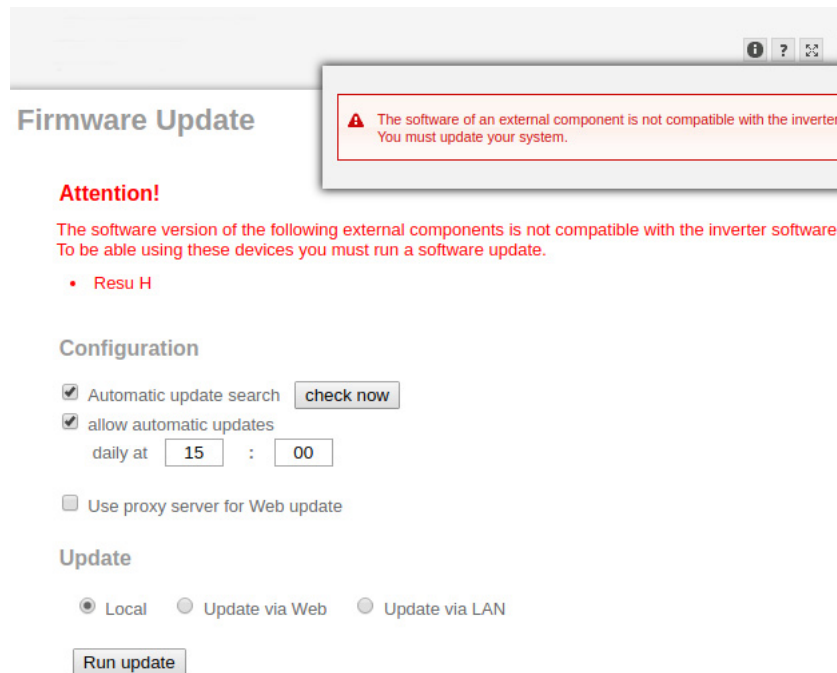 The software of an external component is not compatible with the inverter
You must update your system.
Firmware Update
Attention!
The software version of the following external components is not compatible with the inverter software
To be able using these devices you must run a software update.
Resu H
Configuration
Automatic update search check now
allow automatic updates
daily at 15 : 00
Use proxy server for Web update
Update
Local Update via Web Update via LAN
Run update